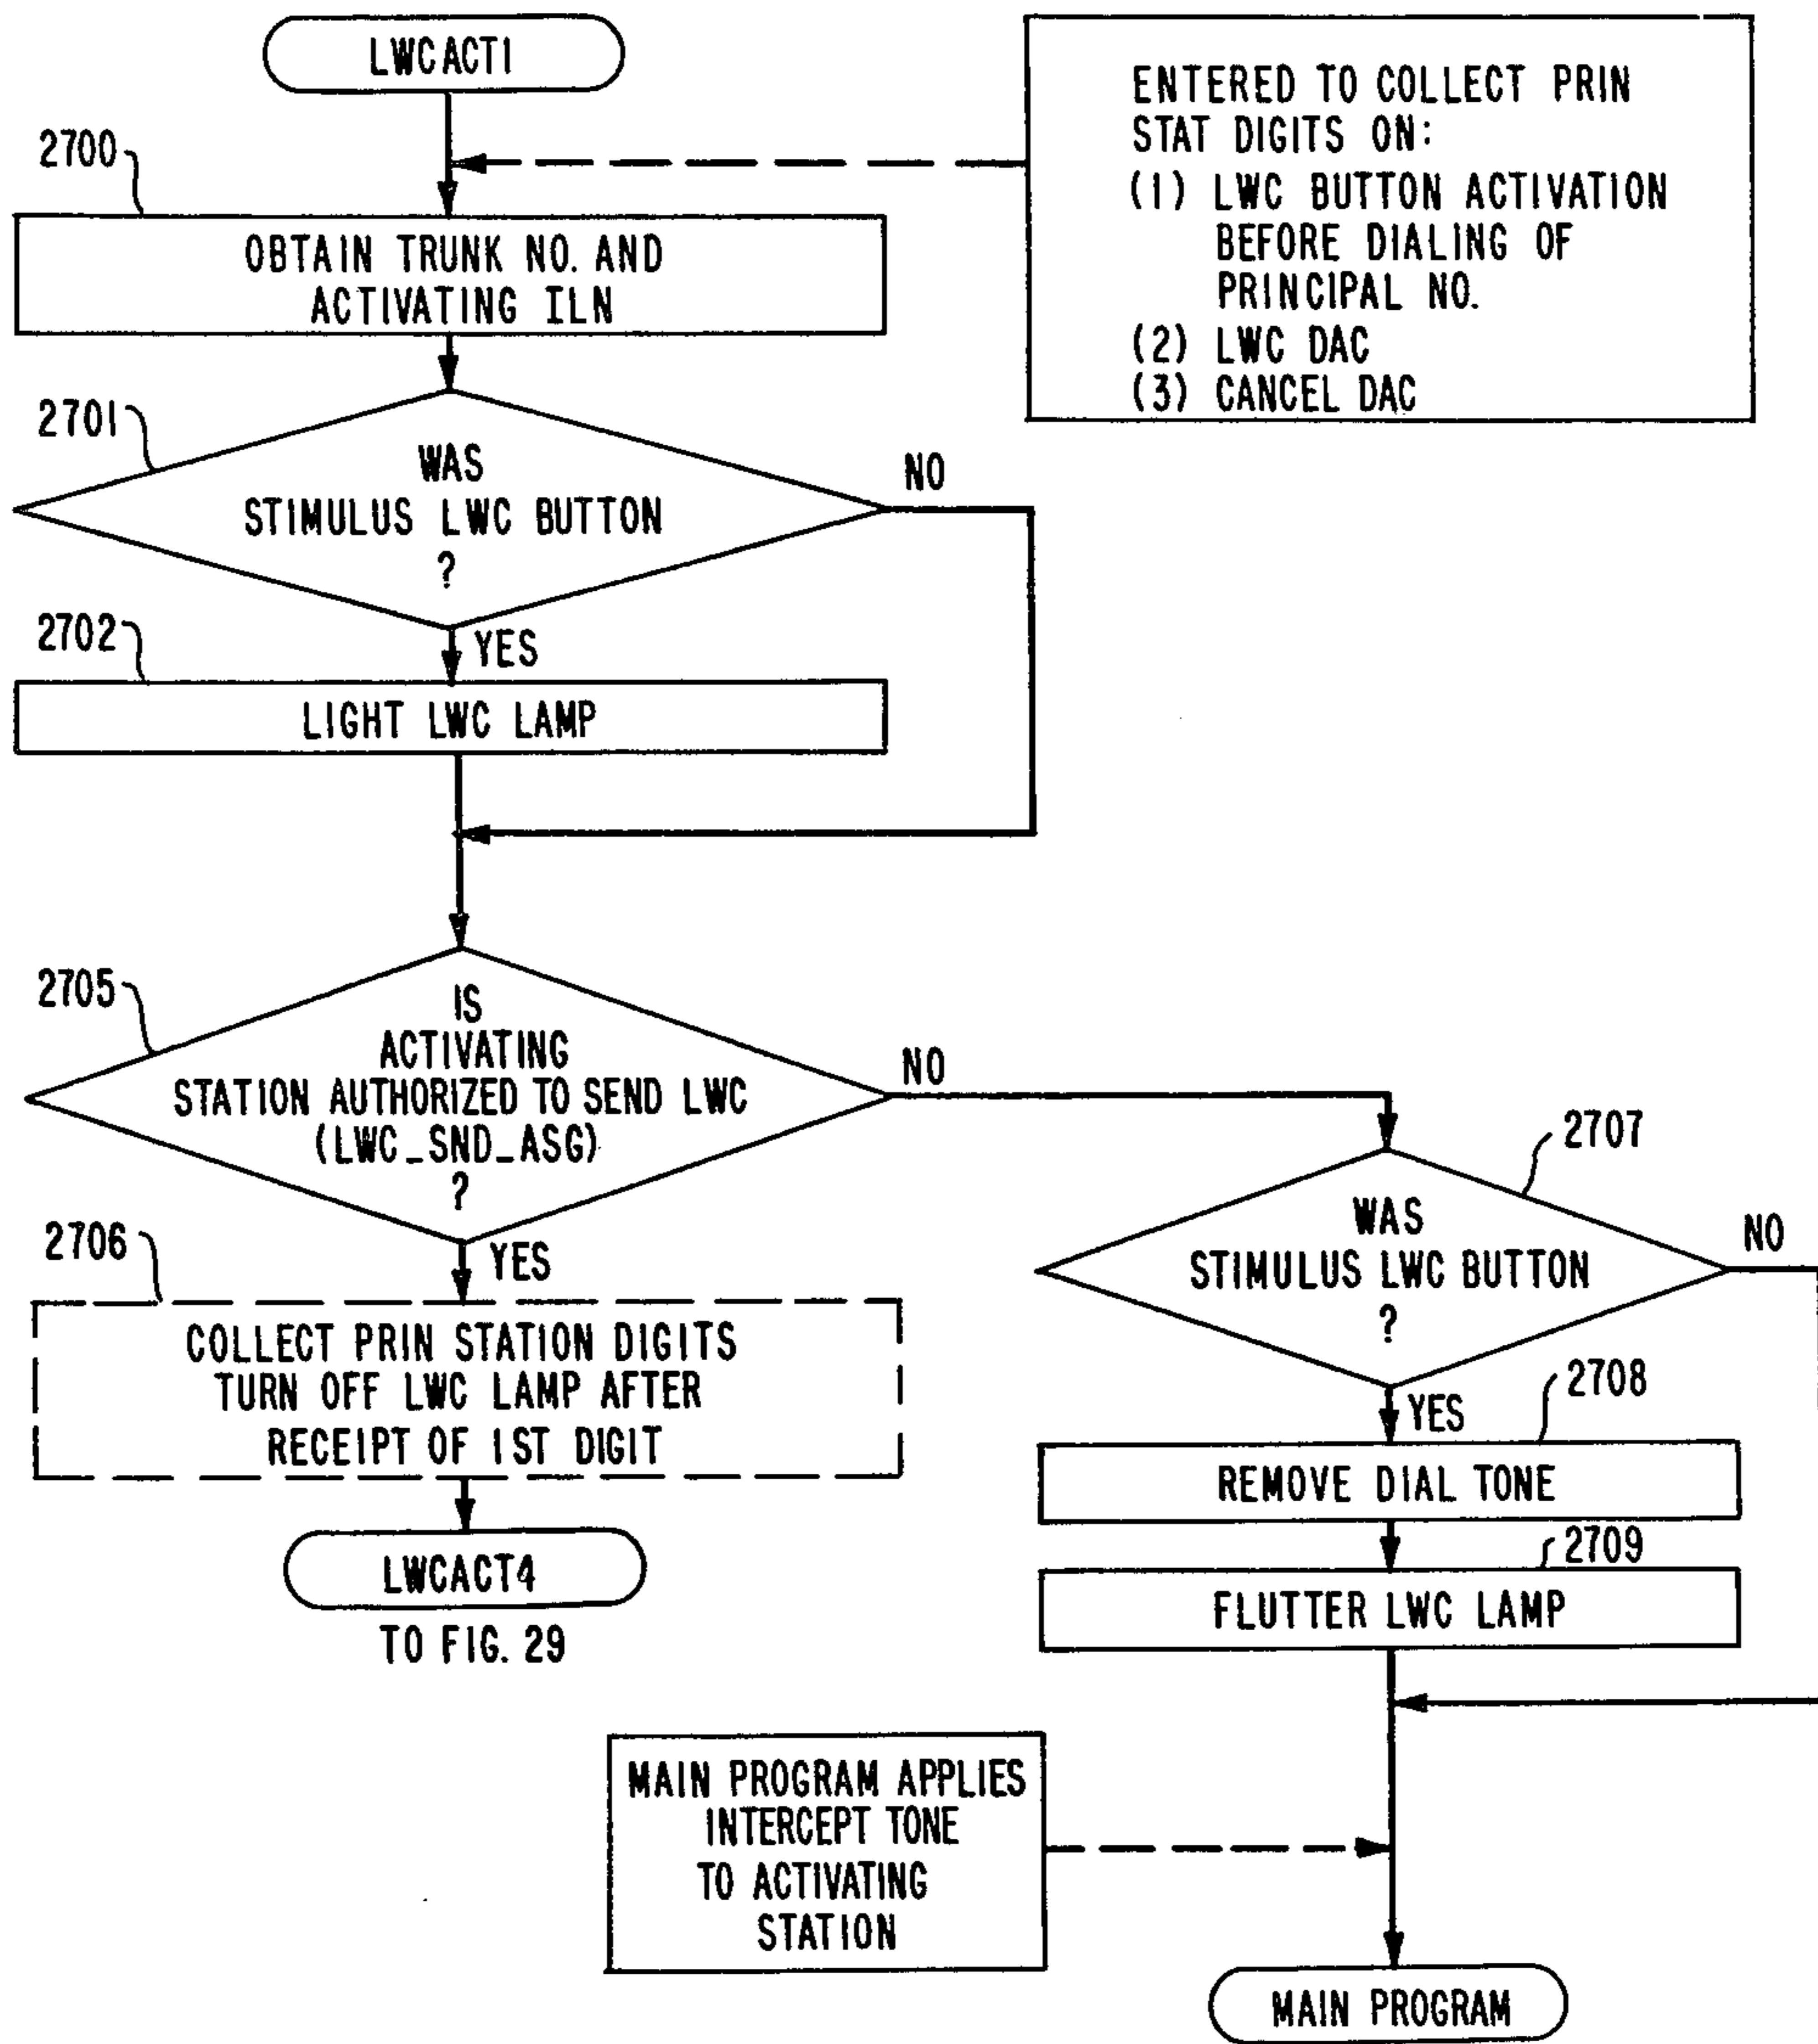 LWCACT1
ENTERED TO COLLECT PRIN
STAT DIGITS ON:
(1) LWC BUTTON ACTIVATION
BEFORE DIALING OF
PRINCIPAL NO.
(2) LWC DAC
(3) CANCEL DAC
2700
OBTAIN TRUNK NO. AND
ACTIVATING ILN
2701
WAS
STIMULUS LWC BUTTON
?
NO
YES
2702
LIGHT LWC LAMP
2705
IS
ACTIVATING
STATION AUTHORIZED TO SEND LWC
(LWC_SND_ASG)
?
NO
YES
2706
COLLECT PRIN STATION DIGITS
TURN OFF LWC LAMP AFTER
RECEIPT OF 1ST DIGIT
LWCACT4
TO FIG. 29
2707
WAS
STIMULUS LWC BUTTON
?
NO
YES
2708
REMOVE DIAL TONE
2709
FLUTTER LWC LAMP
MAIN PROGRAM APPLIES
INTERCEPT TONE
TO ACTIVATING
STATION
MAIN PROGRAM